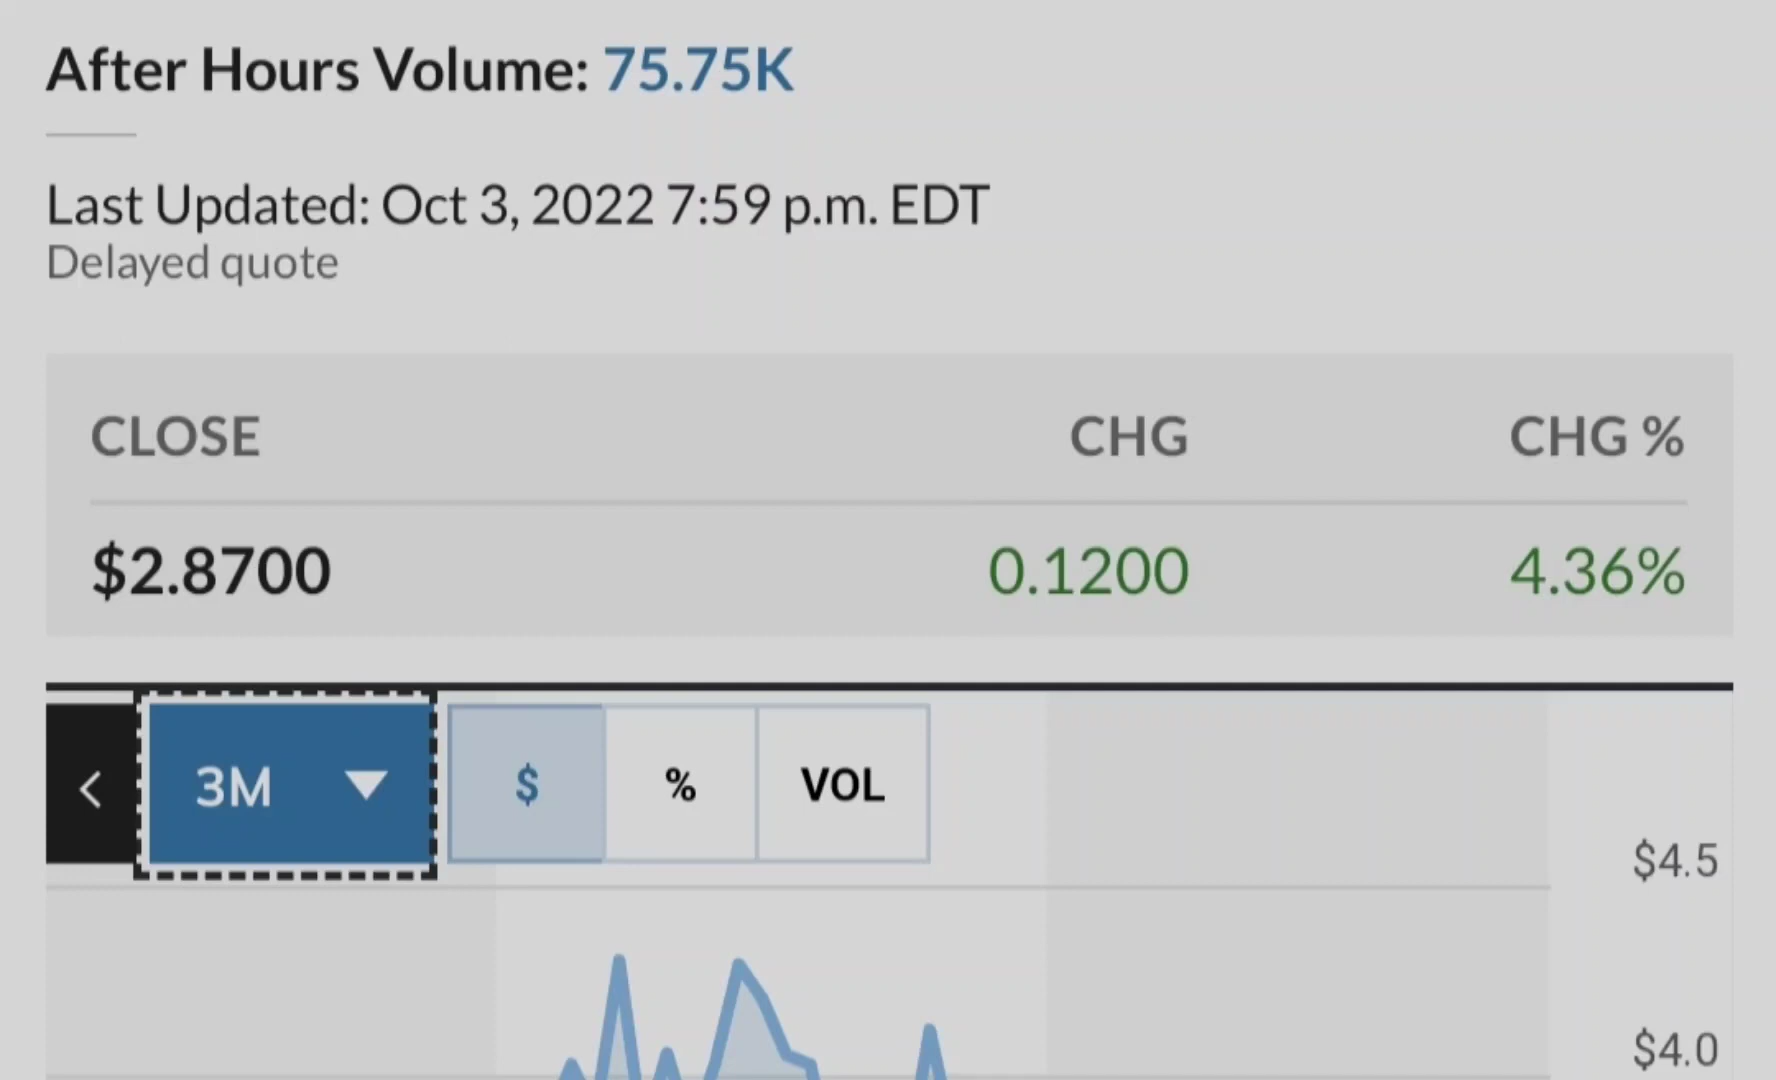 After Hours Volume: 75.75K
Last Updated: Oct 3, 2022 7:59 p.m. EDT
Delayed quote
CLOSE CHG CHG %
$2.8700 0.1200 4.36%
3M $ % VOL
$4.5
$4.0